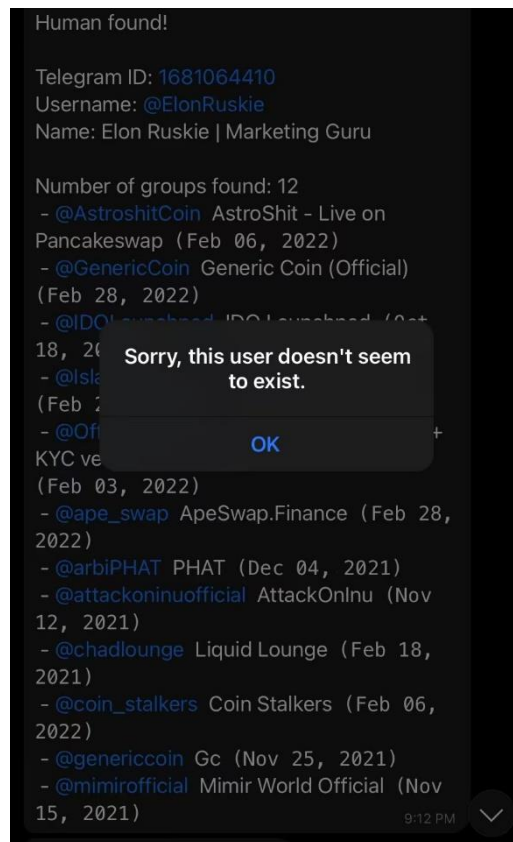 Human found!
Telegram ID: 1681064410
Username: @ElonRuskie
Name: Elon Ruskie | Marketing Guru
Number of groups found: 12
- @AstroshitCoin AstroShit - Live on
Pancakeswap (Feb 06, 2022)
- @GenericCoin Generic Coin (Official)
(Feb 28, 2022)
18,
Sorry, this user doesn't seem
to exist.
(Feb
OK
+
KYC
(Feb 03, 2022)
- @ape_swap ApeSwap.Finance (Feb 28,
2022)
- @arbiPHAT PHAT (Dec 04, 2021)
- @attackoninuofficial AttackOnInu (Nov
12, 2021)
- @chadlounge Liquid Lounge (Feb 18,
2021)
- @coin_stalkers Coin Stalkers (Feb 06,
2022)
- @genericcoin Gc (Nov 25, 2021)
- @mimirofficial Mimir World Official (Nov
15, 2021)
9:12 PM